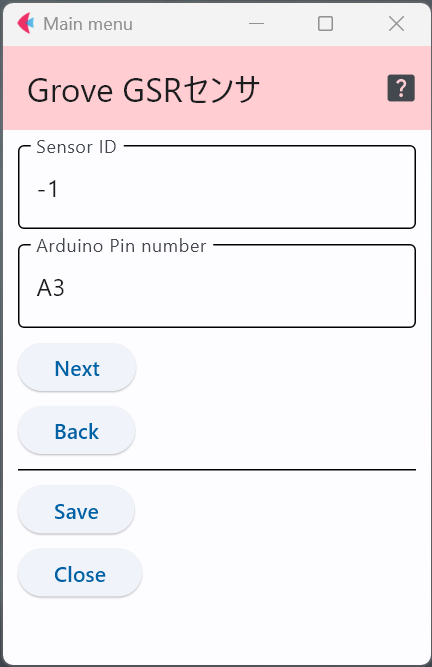 Main menu
Grove GSRセンサ
Sensor ID
-1
Arduino Pin number
A3
Next
Back
Save
Close